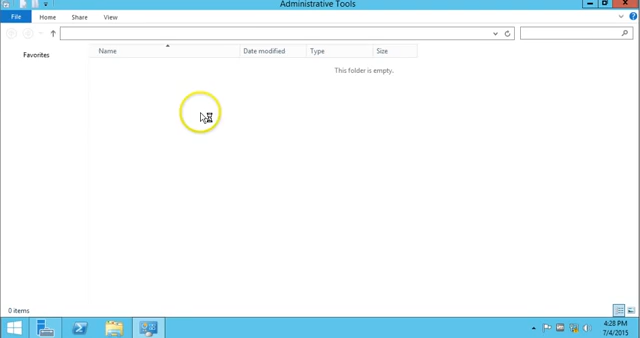 Administrative Tools
File Home Share View
Name Date modified Type Size
Favorites
This folder is empty.
0 items
4:28 PM
7/4/2015